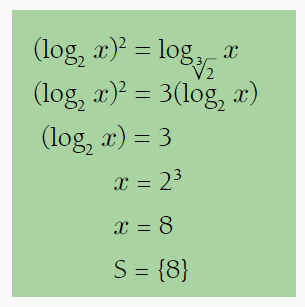 (log₂ x)² = log∛2 x
(log₂ x)² = 3(log₂ x)
(log₂ x) = 3
x = 2³
x = 8
S = {8}